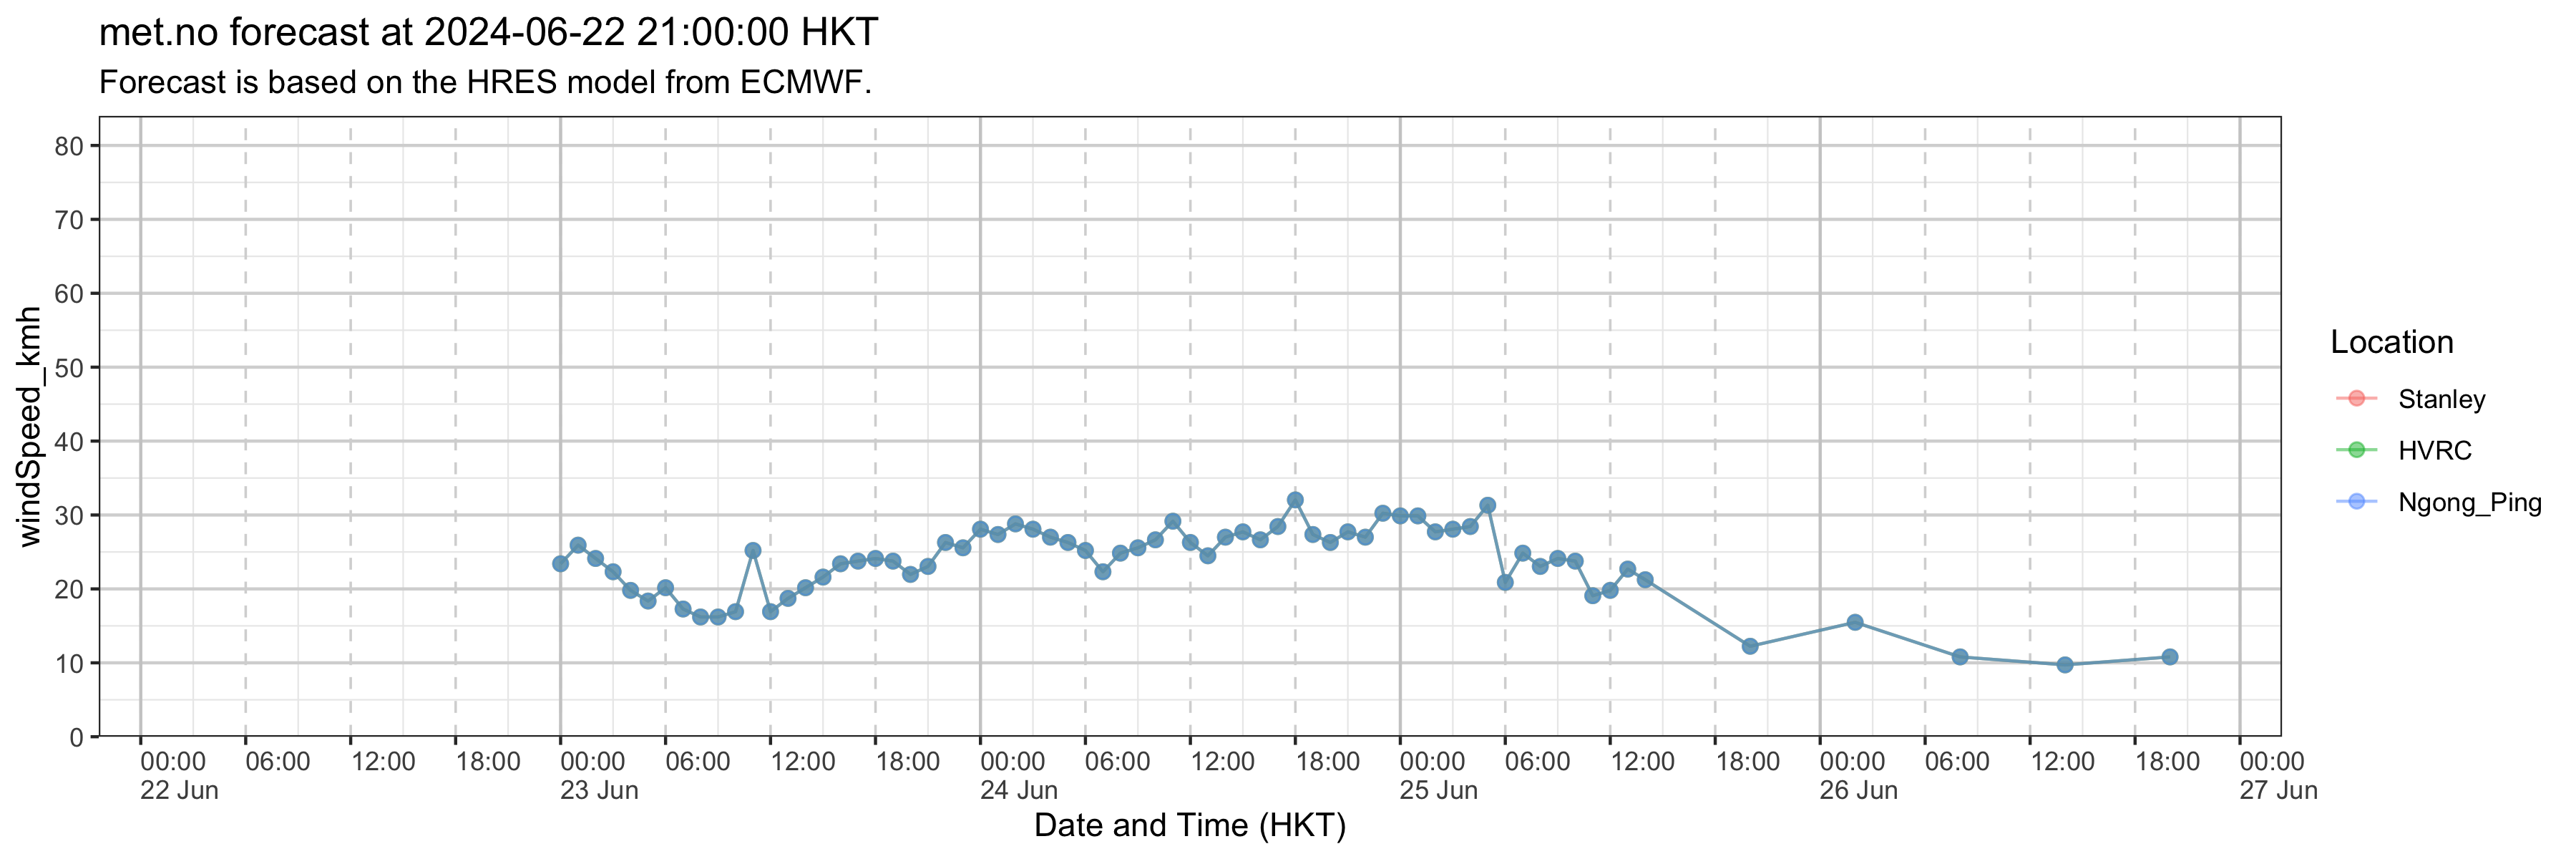 met.no forecast at 2024-06-22 21:00:00 HKT
Forecast is based on the HRES model from ECMWF.
windSpeed_kmh
80
70
60
50
40
30
20
10
0
00:00 06:00 12:00 18:00 00:00 06:00 12:00 18:00 00:00 06:00 12:00 18:00 00:00 06:00 12:00 18:00 00:00 06:00 12:00 18:00 00:00
22 Jun 23 Jun 24 Jun 25 Jun 26 Jun 27 Jun
Date and Time (HKT)
Location
Stanley
HVRC
Ngong_Ping